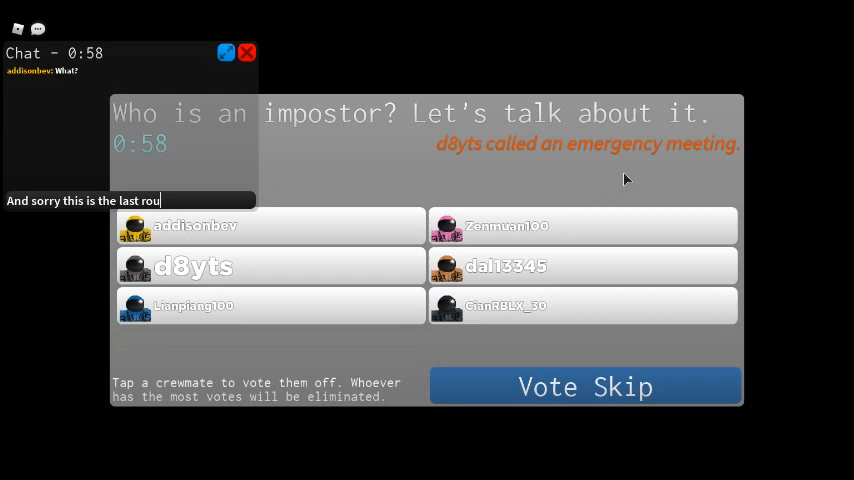 Chat - 0:58
addisonbev: What?
Who is an impostor? Let's talk about it.
0:58
d8yts called an emergency meeting.
And sorry this is the last rou
addisonbev
Zenmuan100
d8yts
dal13345
Lianpiang100
CianRBLX_30
Tap a crewmate to vote them off. Whoever
has the most votes will be eliminated.
Vote Skip